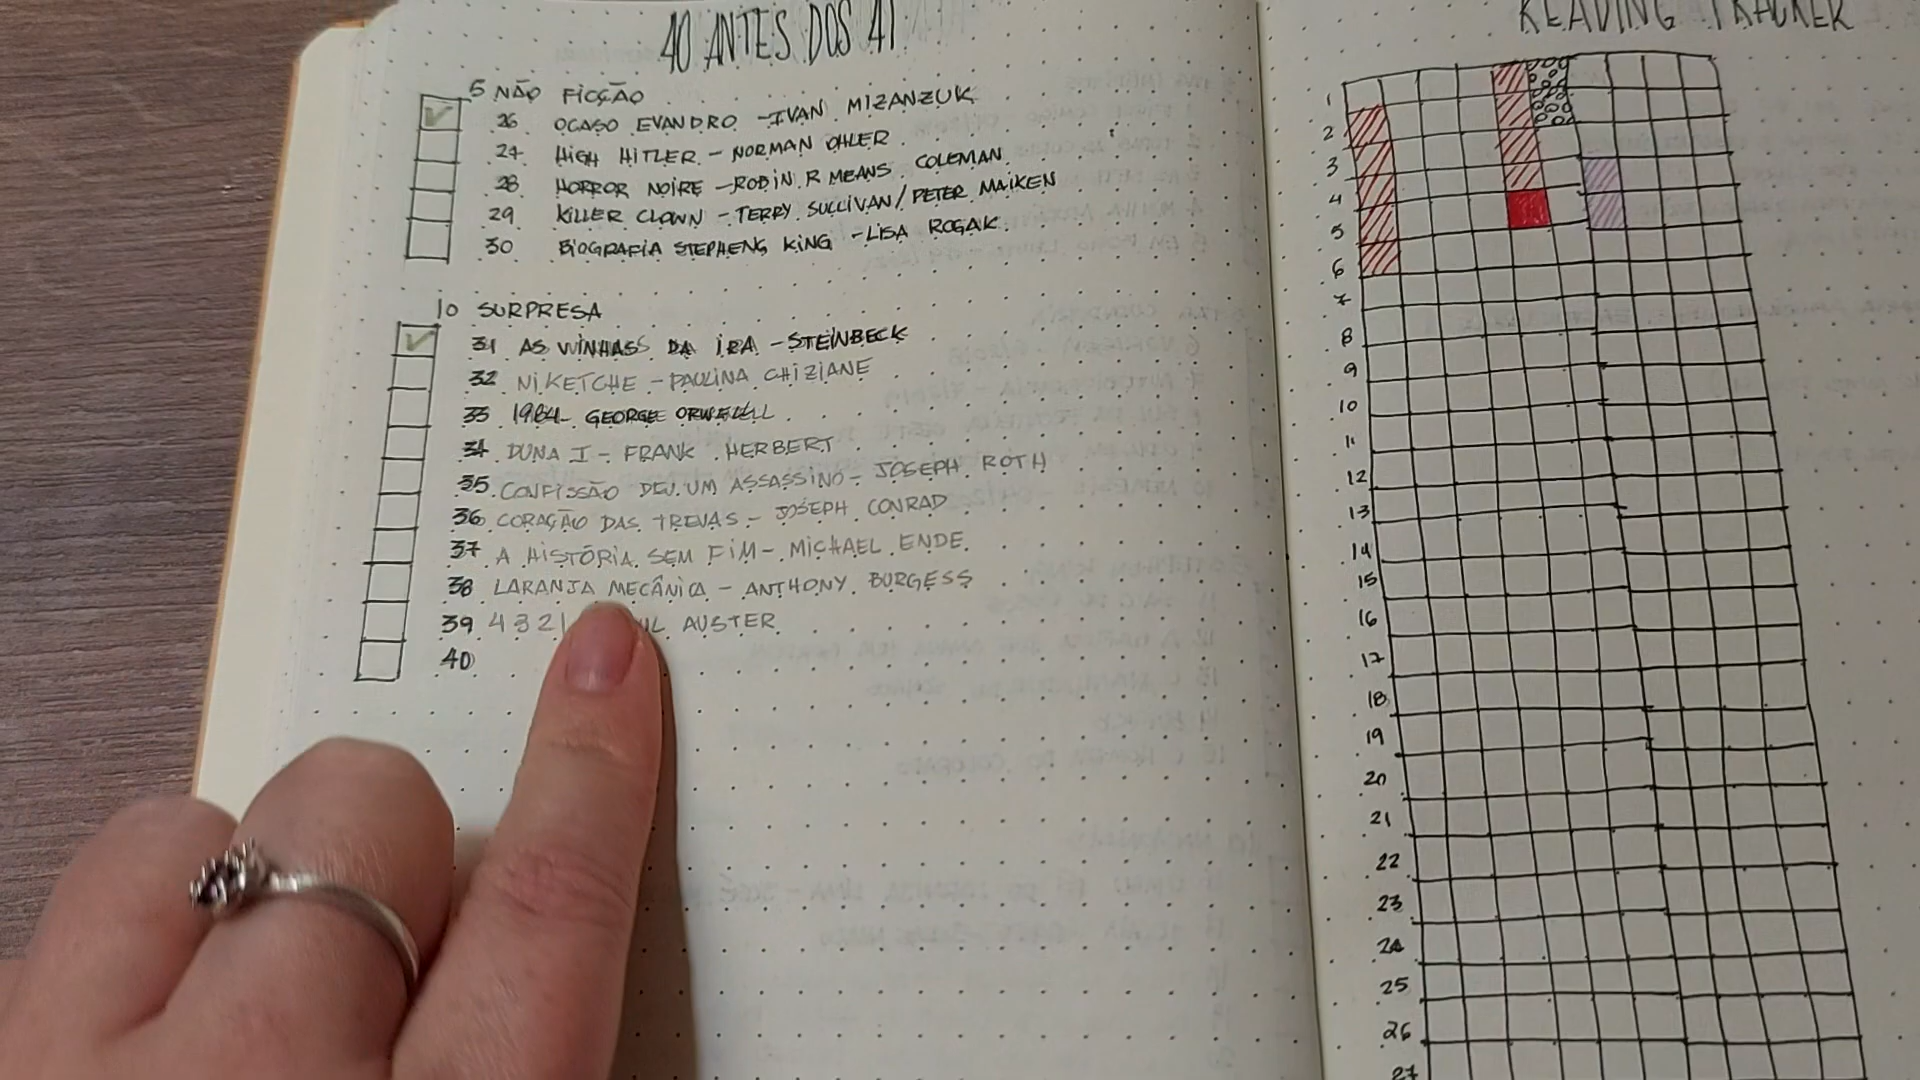 40 ANTES DOS 41
5 NÃO FICÇÃO
26 O CASO EVANDRO - IVAN MIZANZUK
27 HIGH HITLER - NORMAN OHLER
28 HORROR NOIRE - ROBIN R MEANS COLEMAN
29 KILLER CLOWN - TERRY SULLIVAN/PETER MAIKEN
30 BIOGRAFIA STEPHENG KING - LISA ROGAK
10 SURPRESA
31 AS VINHASS DA IRA - STEINBECK
32 NIKETCHE - PAULINA CHIZIANE
33 1984 GEORGE ORWELL
34 DUNA I - FRANK HERBERT
35 CONFISSÃO DE UM ASSASSINO - JOSEPH ROTH
36 CORAÇÃO DAS TREVAS - JOSEPH CONRAD
37 A HISTÓRIA SEM FIM - MICHAEL ENDE
38 LARANJA MECÂNICA - ANTHONY BURGESS
39 4 3 2 1 AUSTER
40
READING TRACKER
1
2
3
4
5
6
7
8
9
10
11
12
13
14
15
16
17
18
19
20
21
22
23
24
25
26
27